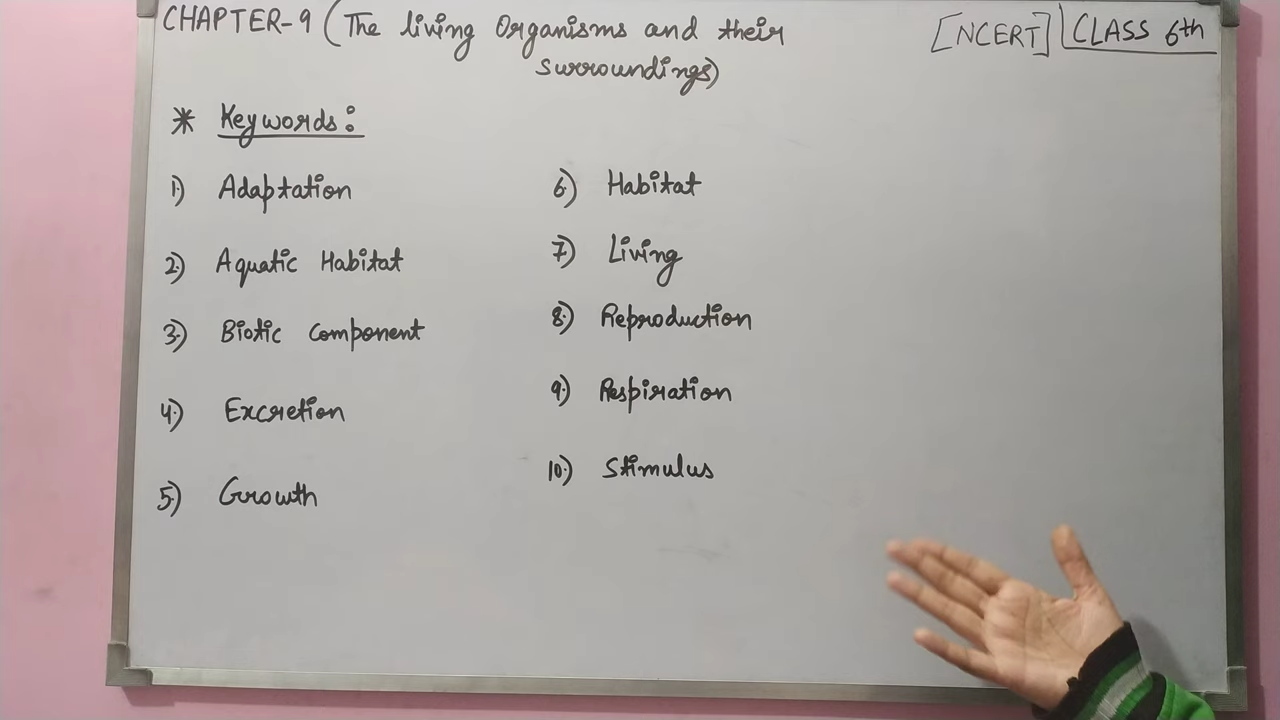 CHAPTER-9 (The living Organisms and their surroundings)
[NCERT] CLASS 6th
* Keywords:
1) Adaptation
2) Aquatic Habitat
3) Biotic Component
4) Excretion
5) Growth
6) Habitat
7) Living
8) Reproduction
9) Respiration
10) Stimulus